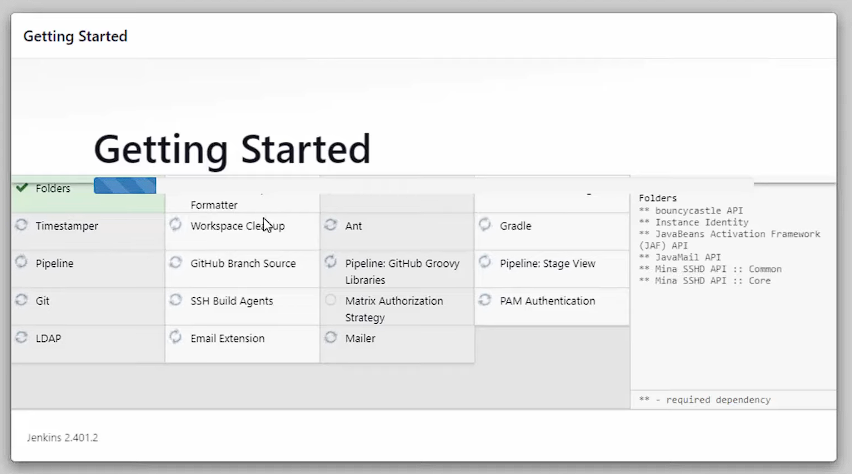 Getting Started
Getting Started
Folders
Formatter
Timestamper
Workspace Cleanup
Ant
Gradle
Pipeline
GitHub Branch Source
Pipeline: GitHub Groovy
Libraries
Pipeline: Stage View
Git
SSH Build Agents
Matrix Authorization
Strategy
PAM Authentication
LDAP
Email Extension
Mailer
Folders
** bouncycastle API
** Instance Identity
** JavaBeans Activation Framework
(JAF) API
** JavaMail API
** Mina SSHD API :: Common
** Mina SSHD API :: Core
** - required dependency
Jenkins 2.401.2